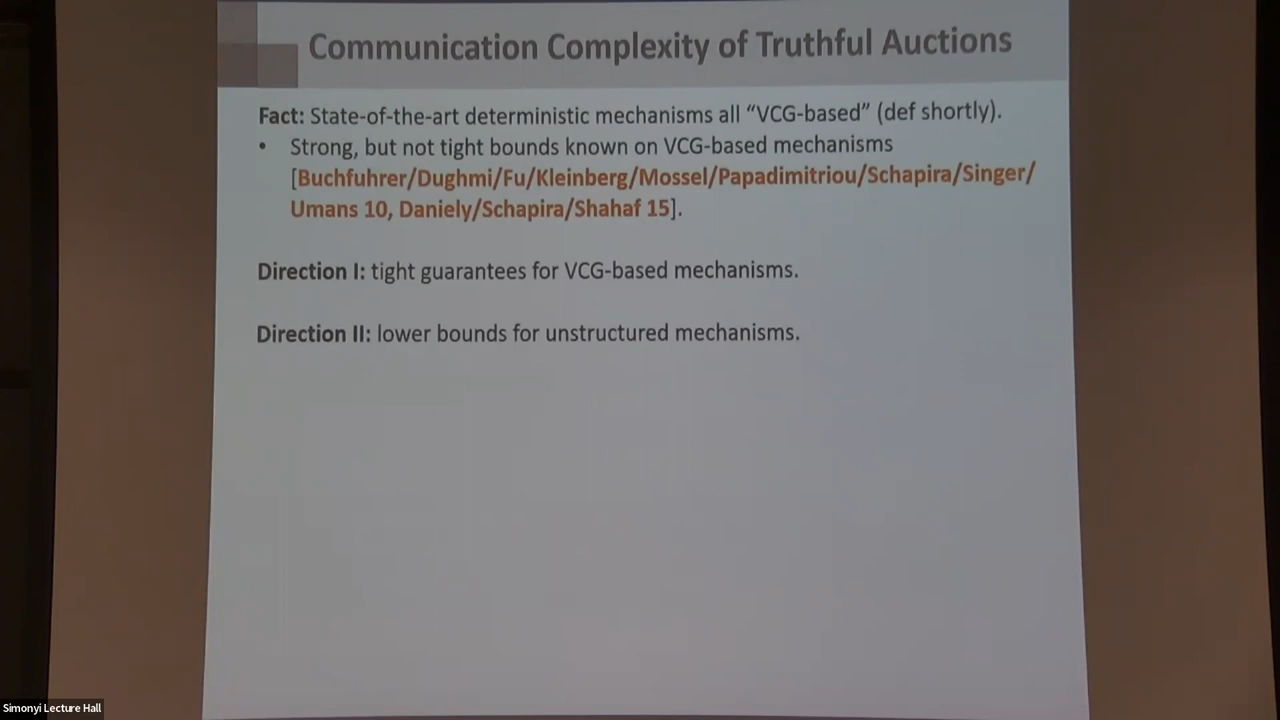 Communication Complexity of Truthful Auctions
Fact: State-of-the-art deterministic mechanisms all “VCG-based” (def shortly).
• Strong, but not tight bounds known on VCG-based mechanisms
[Buchfuhrer/Dughmi/Fu/Kleinberg/Mossel/Papadimitriou/Schapira/Singer/
Umans 10, Daniely/Schapira/Shahaf 15].
Direction I: tight guarantees for VCG-based mechanisms.
Direction II: lower bounds for unstructured mechanisms.
Simonyi Lecture Hall